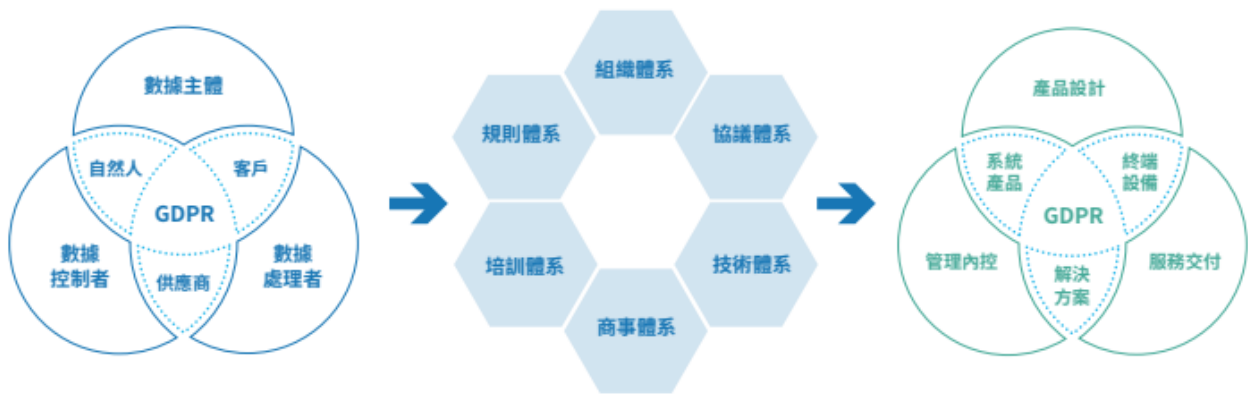 數據主體
自然人
客戶
GDPR
數據
控制者
供應商
數據
處理者
組織體系
規則體系
協議體系
培訓體系
技術體系
商事體系
產品設計
系統
產品
終端
設備
GDPR
管理內控
解決
方案
服務交付